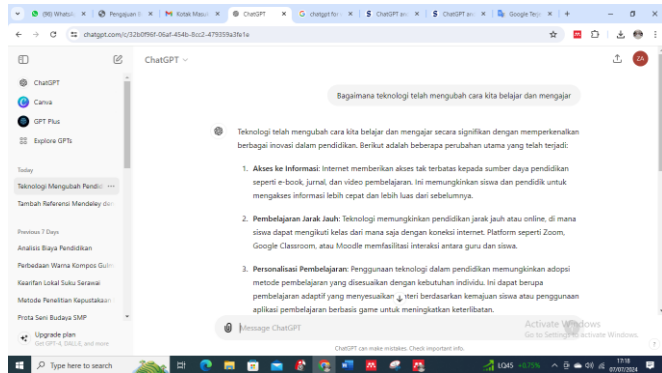 (90) WhatsA
Pengajuan
Kotak Masu
ChatGPT
chatgpt for
ChatGPT an
ChatGPT an
Google Terj
chatgpt.com/c/32b0f96f-06af-454b-8cc2-479359a3fe1e
ChatGPT
ZA
ChatGPT
Canva
GPT Plus
Explore GPTs
Today
Teknologi Mengubah Pendid
Tambah Referensi Mendeley de
Previous 7 Days
Analisis Biaya Pendidikan
Perbedaan Warna Kompos Gul
Kearifan Lokal Suku Serawai
Metode Penelitian Kepustakaan
Prota Seni Budaya SMP
Upgrade plan
Get GPT-4, DALL·E, and more
Bagaimana teknologi telah mengubah cara kita belajar dan mengajar
Teknologi telah mengubah cara kita belajar dan mengajar secara signifikan dengan memperkenalkan
berbagai inovasi dalam pendidikan. Berikut adalah beberapa perubahan utama yang telah terjadi:
1. Akses ke Informasi: Internet memberikan akses tak terbatas kepada sumber daya pendidikan
seperti e-book, jurnal, dan video pembelajaran. Ini memungkinkan siswa dan pendidik untuk
mengakses informasi lebih cepat dan lebih luas dari sebelumnya.
2. Pembelajaran Jarak Jauh: Teknologi memungkinkan pendidikan jarak jauh atau online, di mana
siswa dapat mengikuti kelas dari mana saja dengan koneksi internet. Platform seperti Zoom,
Google Classroom, atau Moodle memfasilitasi interaksi antara guru dan siswa.
3. Personalisasi Pembelajaran: Penggunaan teknologi dalam pendidikan memungkinkan adopsi
metode pembelajaran yang disesuaikan dengan kebutuhan individu. Ini dapat berupa
pembelajaran adaptif yang menyesuaikan teri berdasarkan kemajuan siswa atau penggunaan
aplikasi pembelajaran berbasis game untuk meningkatkan keterlibatan.
Message ChatGPT
ChatGPT can make mistakes. Check important info.
Activate Windows
Go to Settings to activate Windows.
Type here to search
LQ45 +0,75%
17:18
07/07/2024